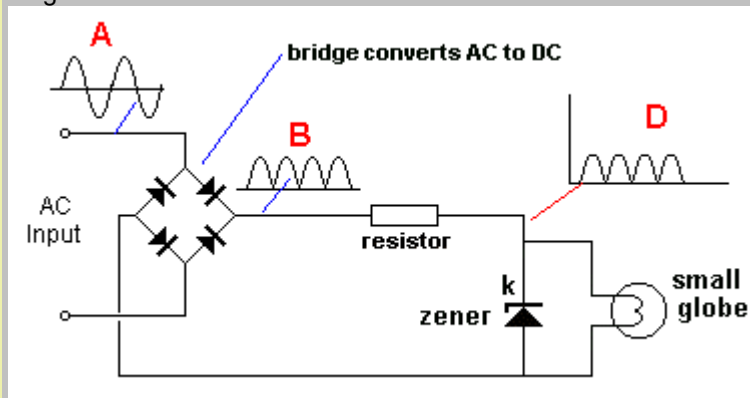 A
bridge converts AC to DC
B
D
AC
Input
resistor
k
zener
small
globe